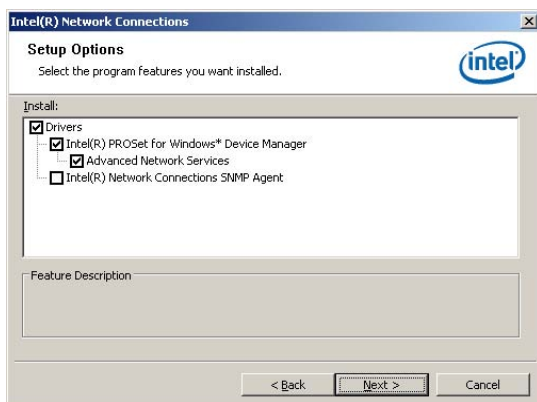 Intel(R) Network Connections
Setup Options
Select the program features you want installed.
intel
Install:
Drivers
Intel(R) PROSet for Windows* Device Manager
Advanced Network Services
Intel(R) Network Connections SNMP Agent
Feature Description
< Back
Next >
Cancel